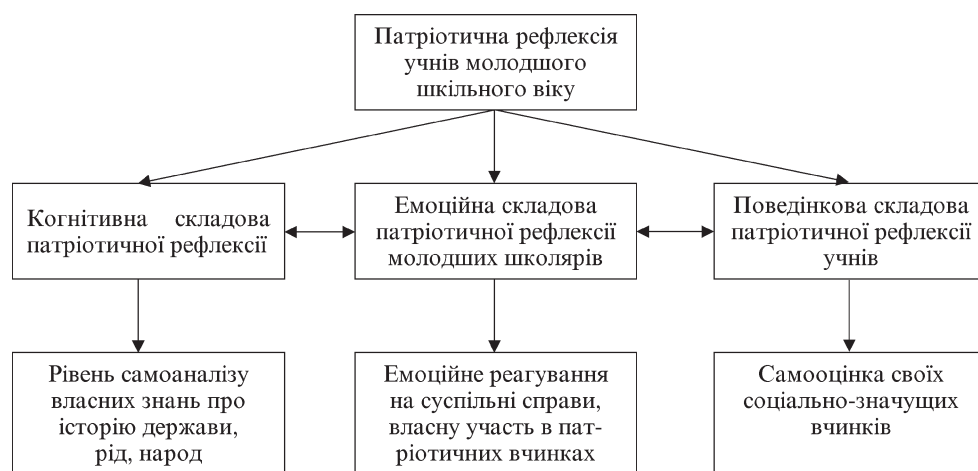 Патріотична рефлексія
учнів молодшого
шкільного віку
Когнітивна складова
патріотичної рефлексії
Емоційна складова
патріотичної рефлексії
молодших школярів
Поведінкова складова
патріотичної рефлексії
учнів
Рівень самоаналізу
власних знань про
історію держави,
рід, народ
Емоційне реагування
на суспільні справи,
власну участь в пат-
ріотичних вчинках
Самооцінка своїх
соціально-значущих
вчинків